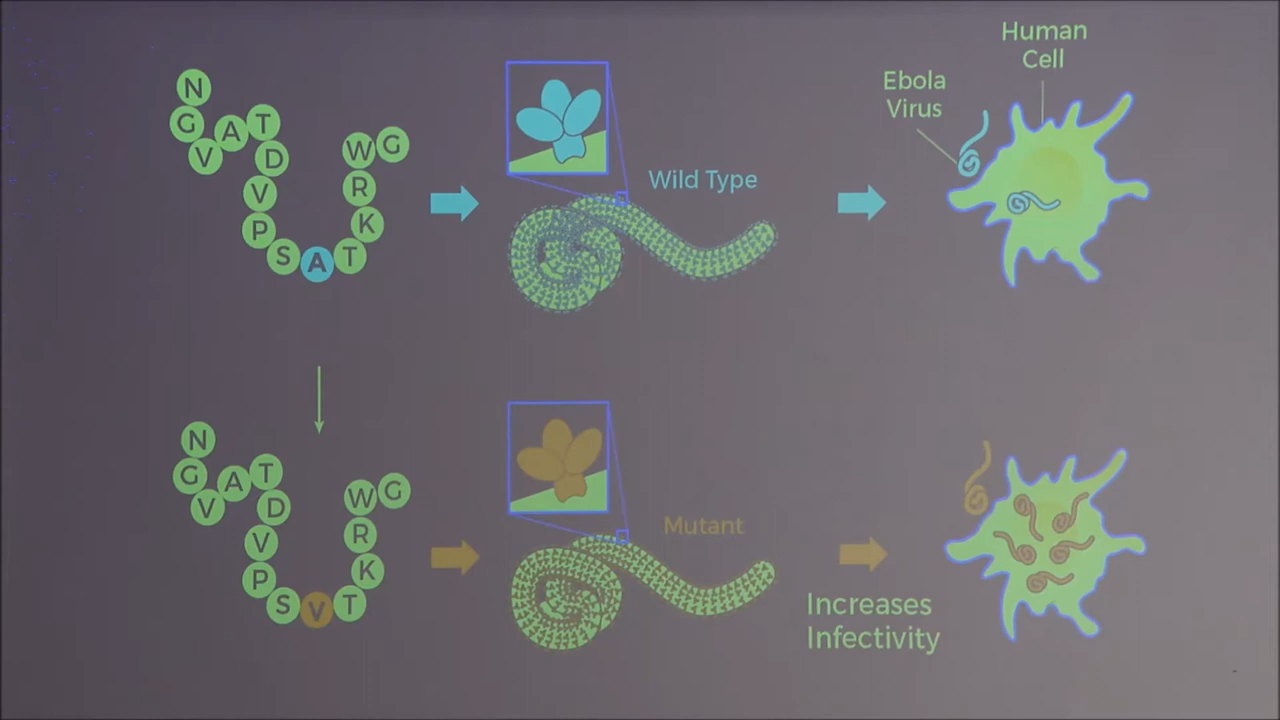 N
G
V
A
T
D
V
P
S
A
T
K
R
W
G
Wild Type
Ebola
Virus
Human
Cell
N
G
V
A
T
D
V
P
S
V
T
K
R
W
G
Mutant
Increases
Infectivity